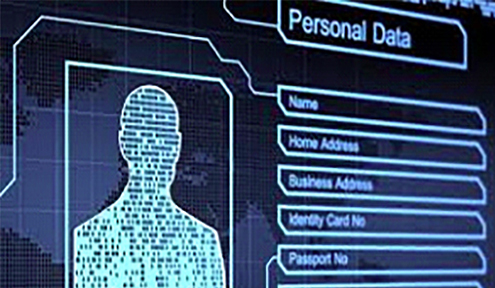 Personal Data
Name
Home Address
Business Address
Identity Card No
Passport No